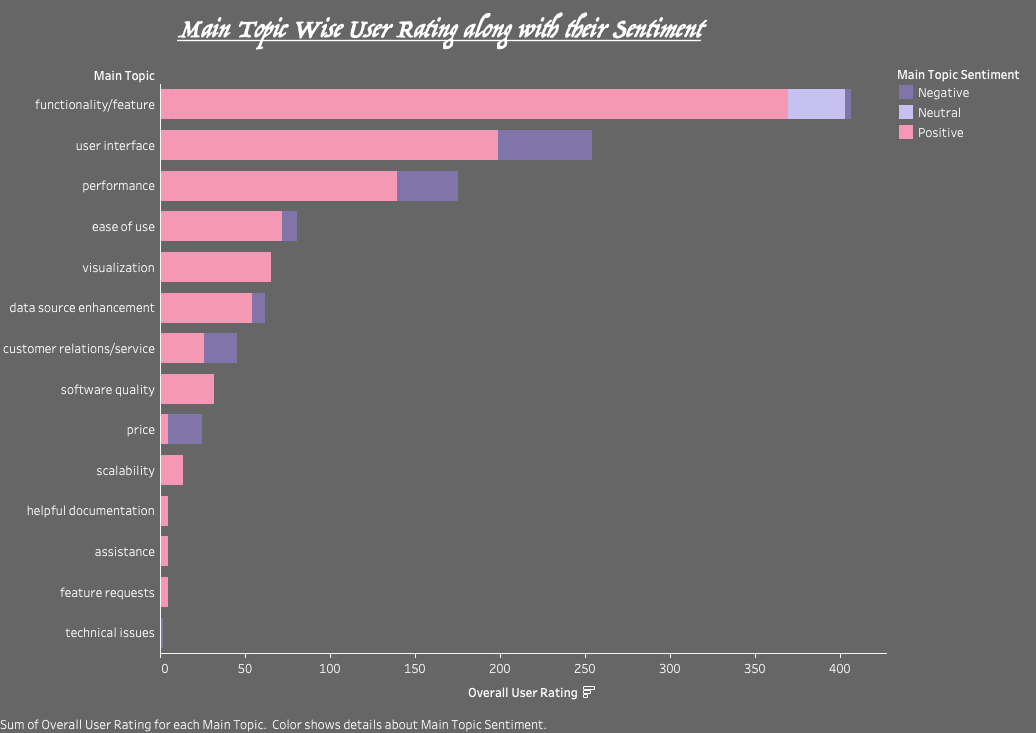 Main Topic Wise User Rating along with their Sentiment
Main Topic
functionality/feature
user interface
performance
ease of use
visualization
data source enhancement
customer relations/service
software quality
price
scalability
helpful documentation
assistance
feature requests
technical issues
0 50 100 150 200 250 300 350 400
Overall User Rating
Main Topic Sentiment
Negative
Neutral
Positive
Sum of Overall User Rating for each Main Topic. Color shows details about Main Topic Sentiment.